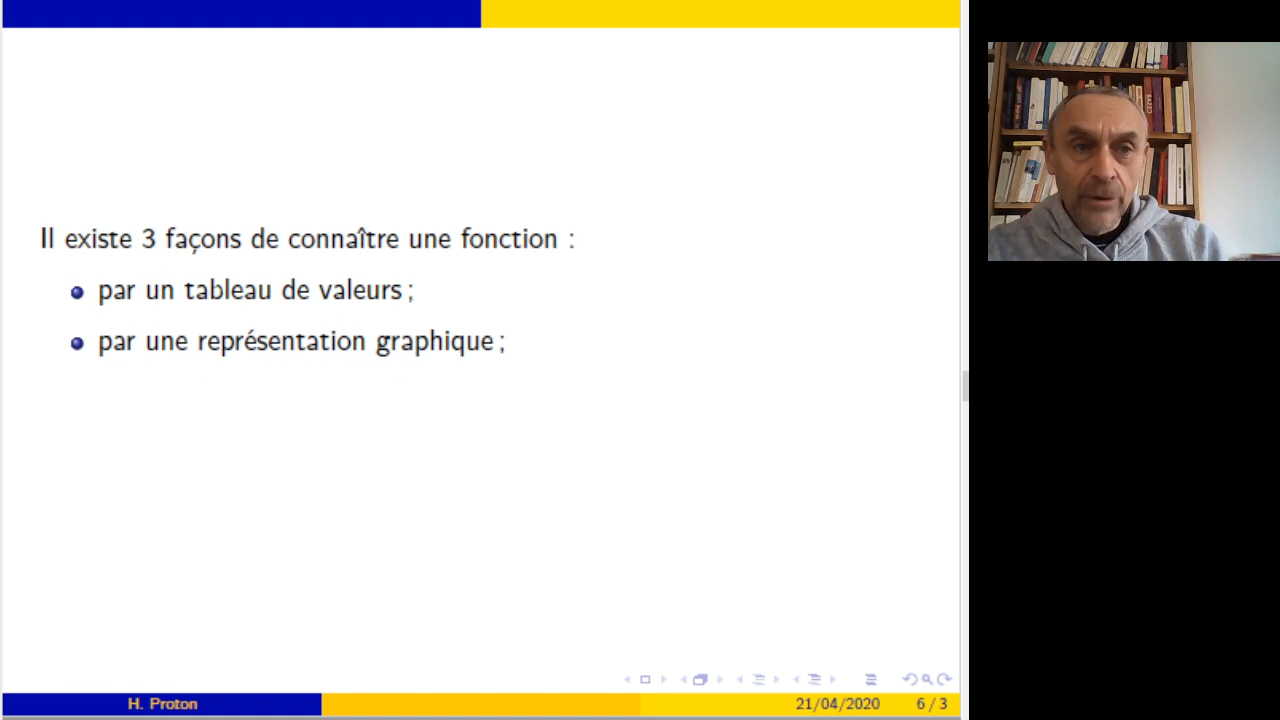 Il existe 3 façons de connaître une fonction :
par un tableau de valeurs ;
par une représentation graphique ;
H. Proton
21/04/2020
6 / 3